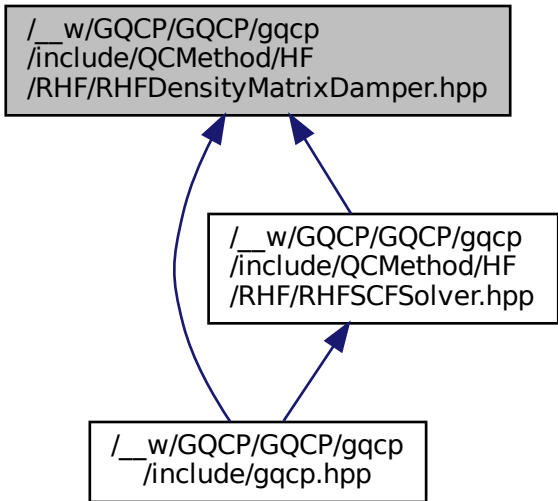 /__w/GQCP/GQCP/gqcp
/include/QCMethod/HF
/RHF/RHFDensityMatrixDamper.hpp
/__w/GQCP/GQCP/gqcp
/include/QCMethod/HF
/RHF/RHFSCFSolver.hpp
/__w/GQCP/GQCP/gqcp
/include/gqcp.hpp